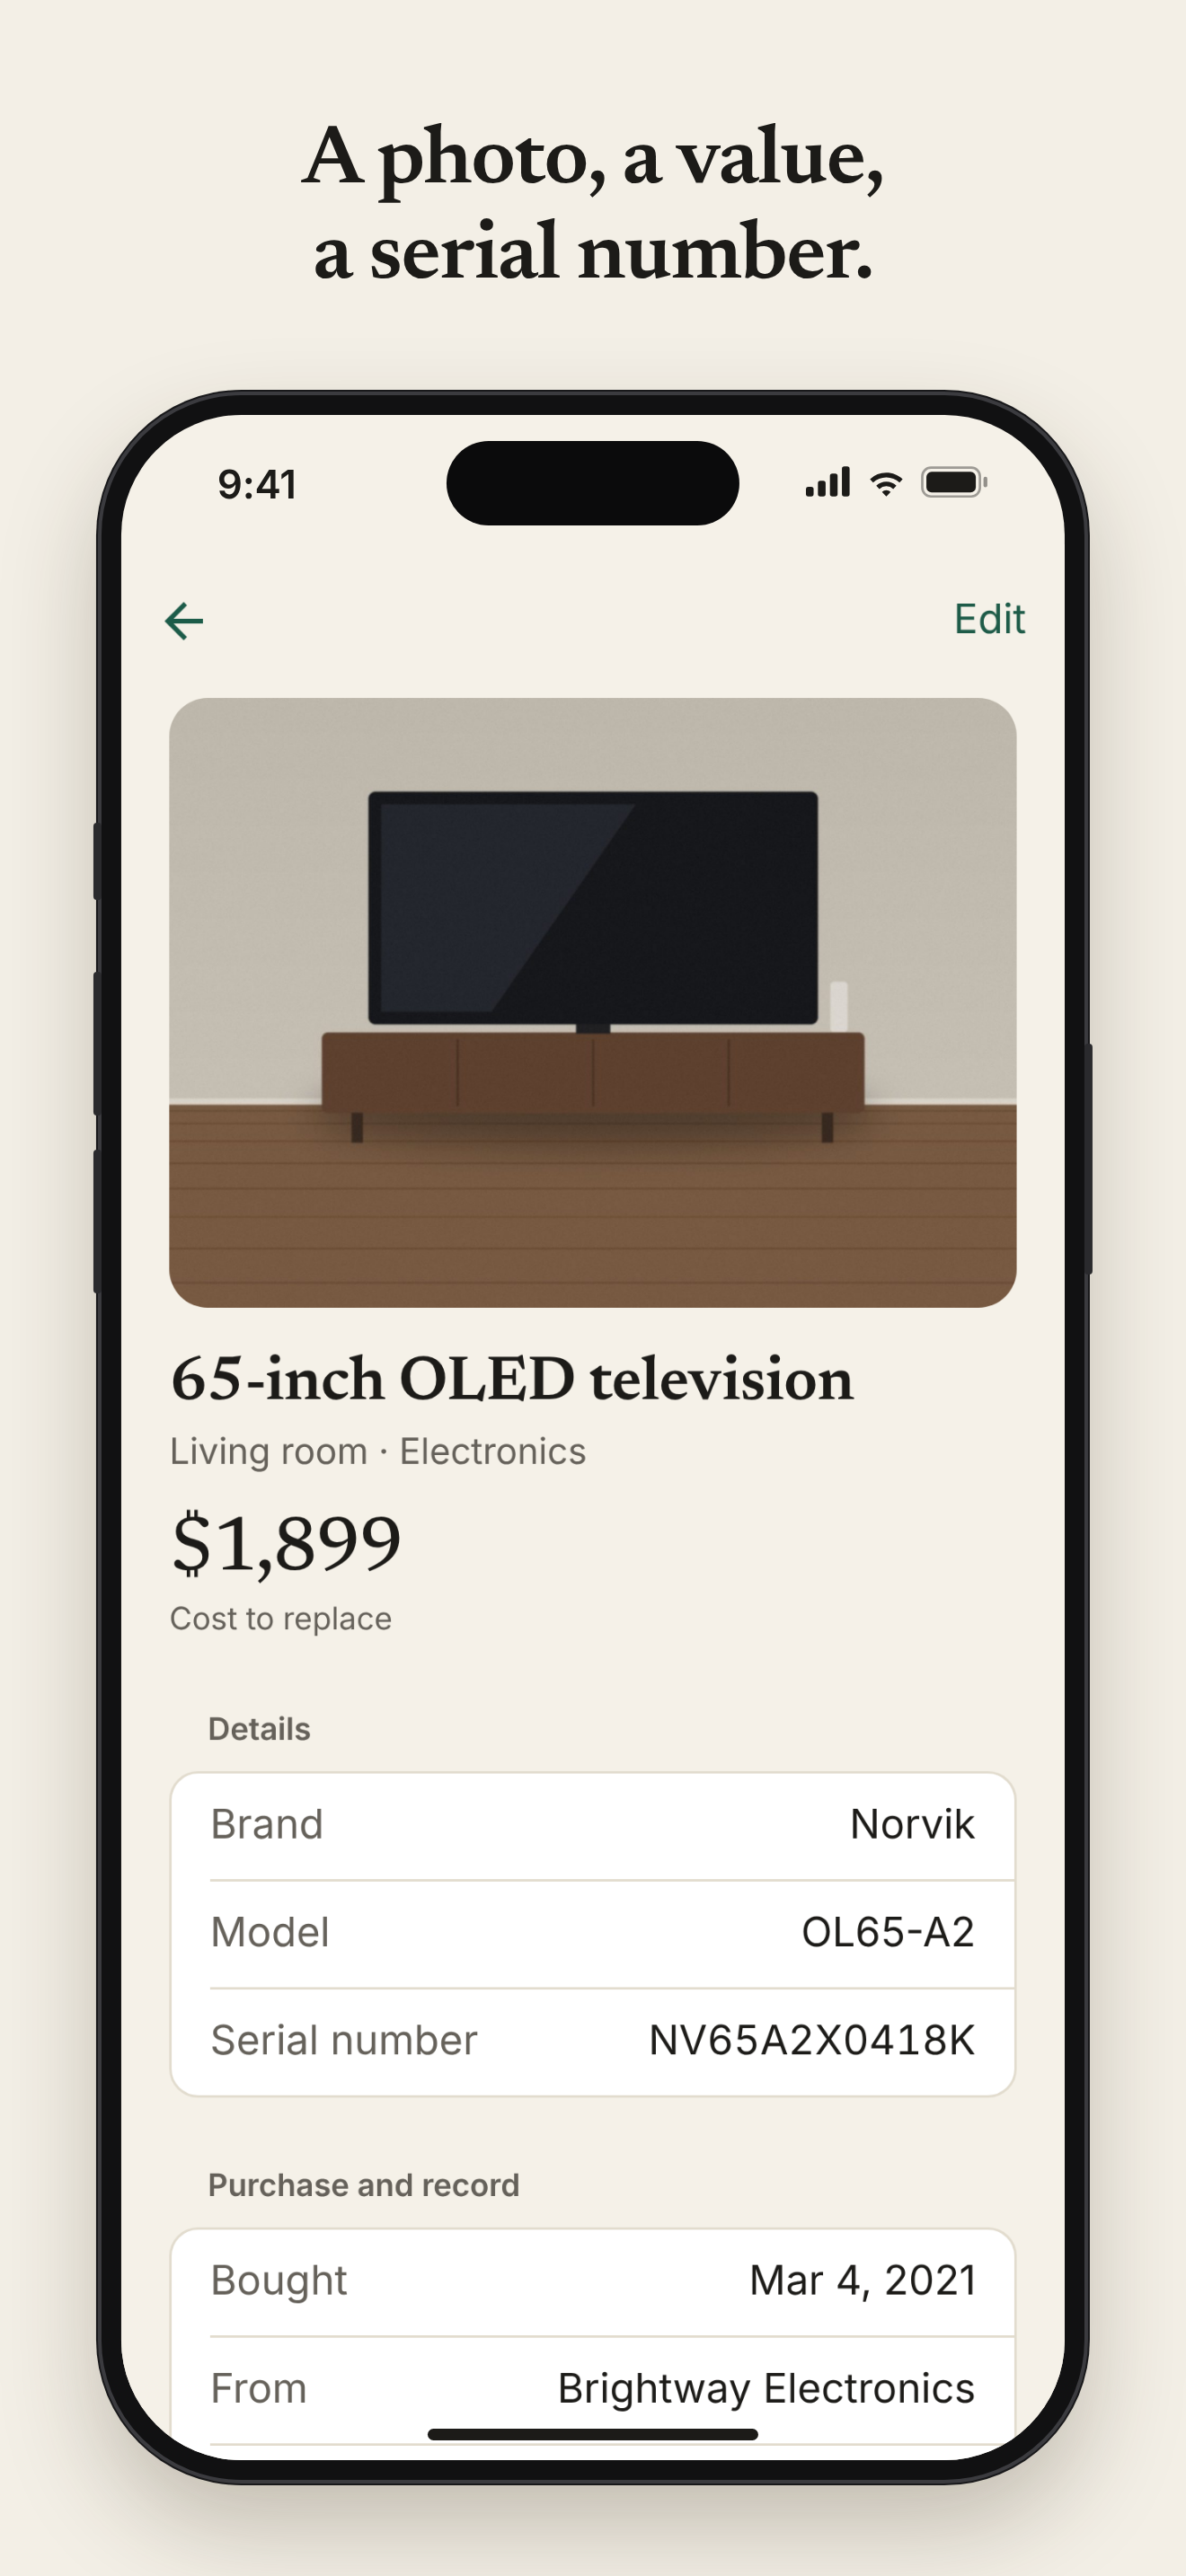 A photo, a value,
a serial number.
9:41
Edit
65-inch OLED television
Living room · Electronics
$1,899
Cost to replace
Details
Brand Norvik
Model OL65-A2
Serial number NV65A2X0418K
Purchase and record
Bought Mar 4, 2021
From Brightway Electronics